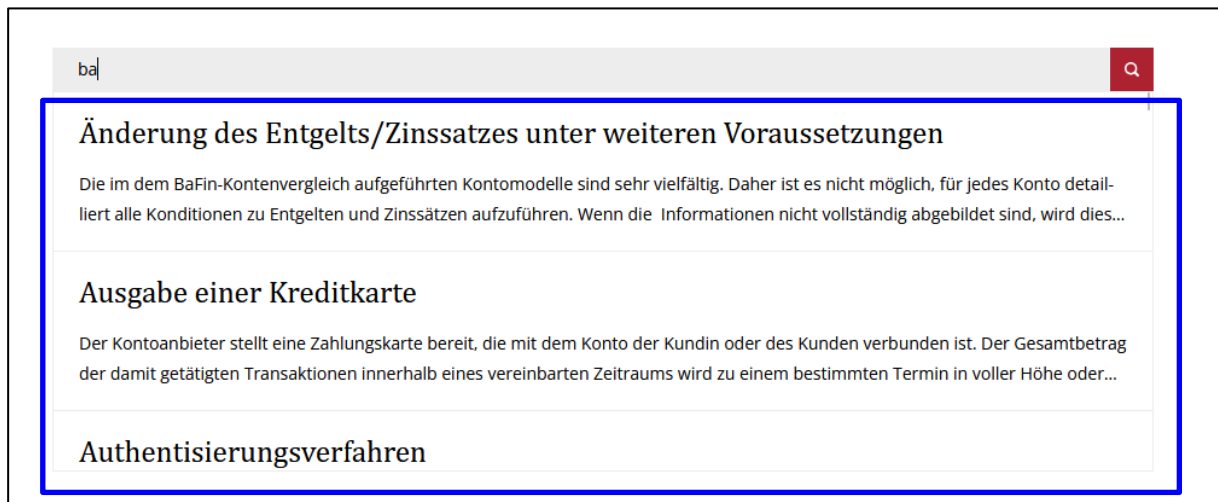 ba
Änderung des Entgelts/Zinssatzes unter weiteren Voraussetzungen
Die im dem BaFin-Kontenvergleich aufgeführten Kontomodelle sind sehr vielfältig. Daher ist es nicht möglich, für jedes Konto detail-
liert alle Konditionen zu Entgelten und Zinssätzen aufzuführen. Wenn die Informationen nicht vollständig abgebildet sind, wird dies...
Ausgabe einer Kreditkarte
Der Kontoanbieter stellt eine Zahlungskarte bereit, die mit dem Konto der Kundin oder des Kunden verbunden ist. Der Gesamtbetrag
der damit getätigten Transaktionen innerhalb eines vereinbarten Zeitraums wird zu einem bestimmten Termin in voller Höhe oder...
Authentisierungsverfahren